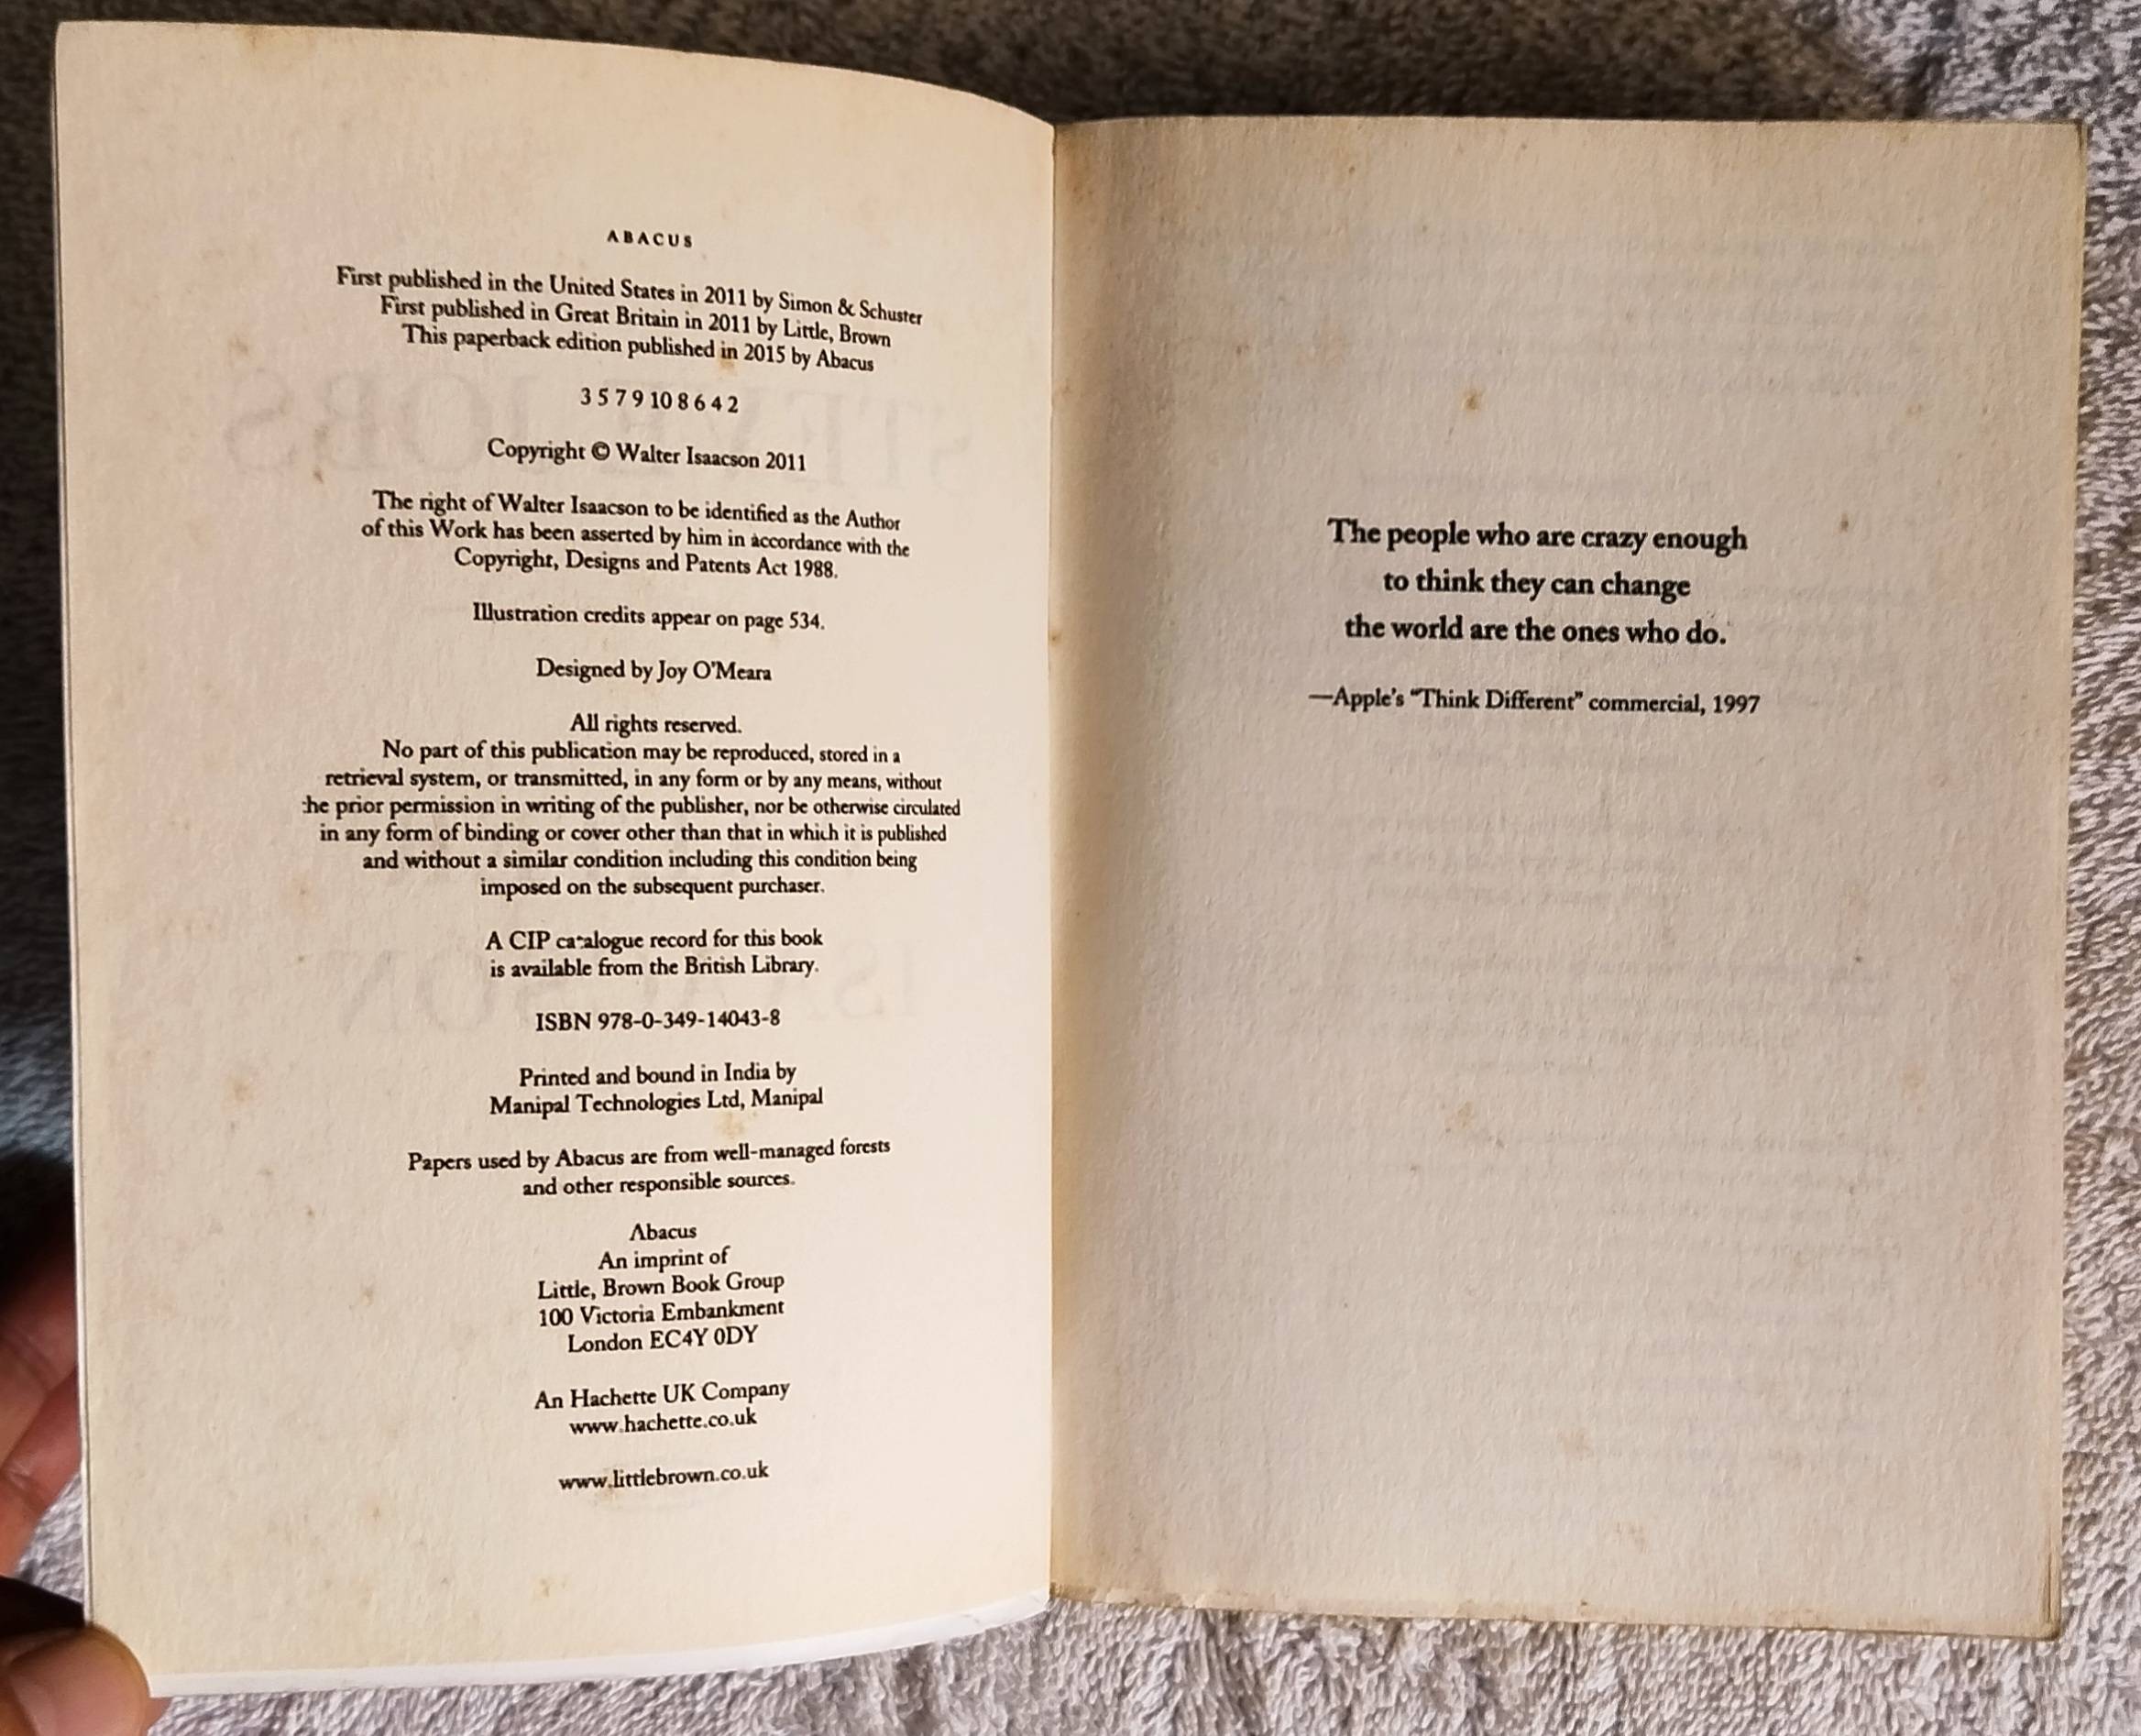 ABACUS
First published in the United States in 2011 by Simon & Schuster
First published in Great Britain in 2011 by Little, Brown
This paperback edition published in 2015 by Abacus
3 5 7 9 10 8 6 4 2
Copyright © Walter Isaacson 2011
The right of Walter Isaacson to be identified as the Author
of this Work has been asserted by him in accordance with the
Copyright, Designs and Patents Act 1988.
Illustration credits appear on page 534.
Designed by Joy O'Meara
All rights reserved.
No part of this publication may be reproduced, stored in a
retrieval system, or transmitted, in any form or by any means, without
the prior permission in writing of the publisher, nor be otherwise circulated
in any form of binding or cover other than that in which it is published
and without a similar condition including this condition being
imposed on the subsequent purchaser.
A CIP catalogue record for this book
is available from the British Library.
ISBN 978-0-349-14043-8
Printed and bound in India by
Manipal Technologies Ltd, Manipal
Papers used by Abacus are from well-managed forests
and other responsible sources.
Abacus
An imprint of
Little, Brown Book Group
100 Victoria Embankment
London EC4Y 0DY
An Hachette UK Company
www.hachette.co.uk
www.littlebrown.co.uk
The people who are crazy enough
to think they can change
the world are the ones who do.
—Apple's "Think Different" commercial, 1997